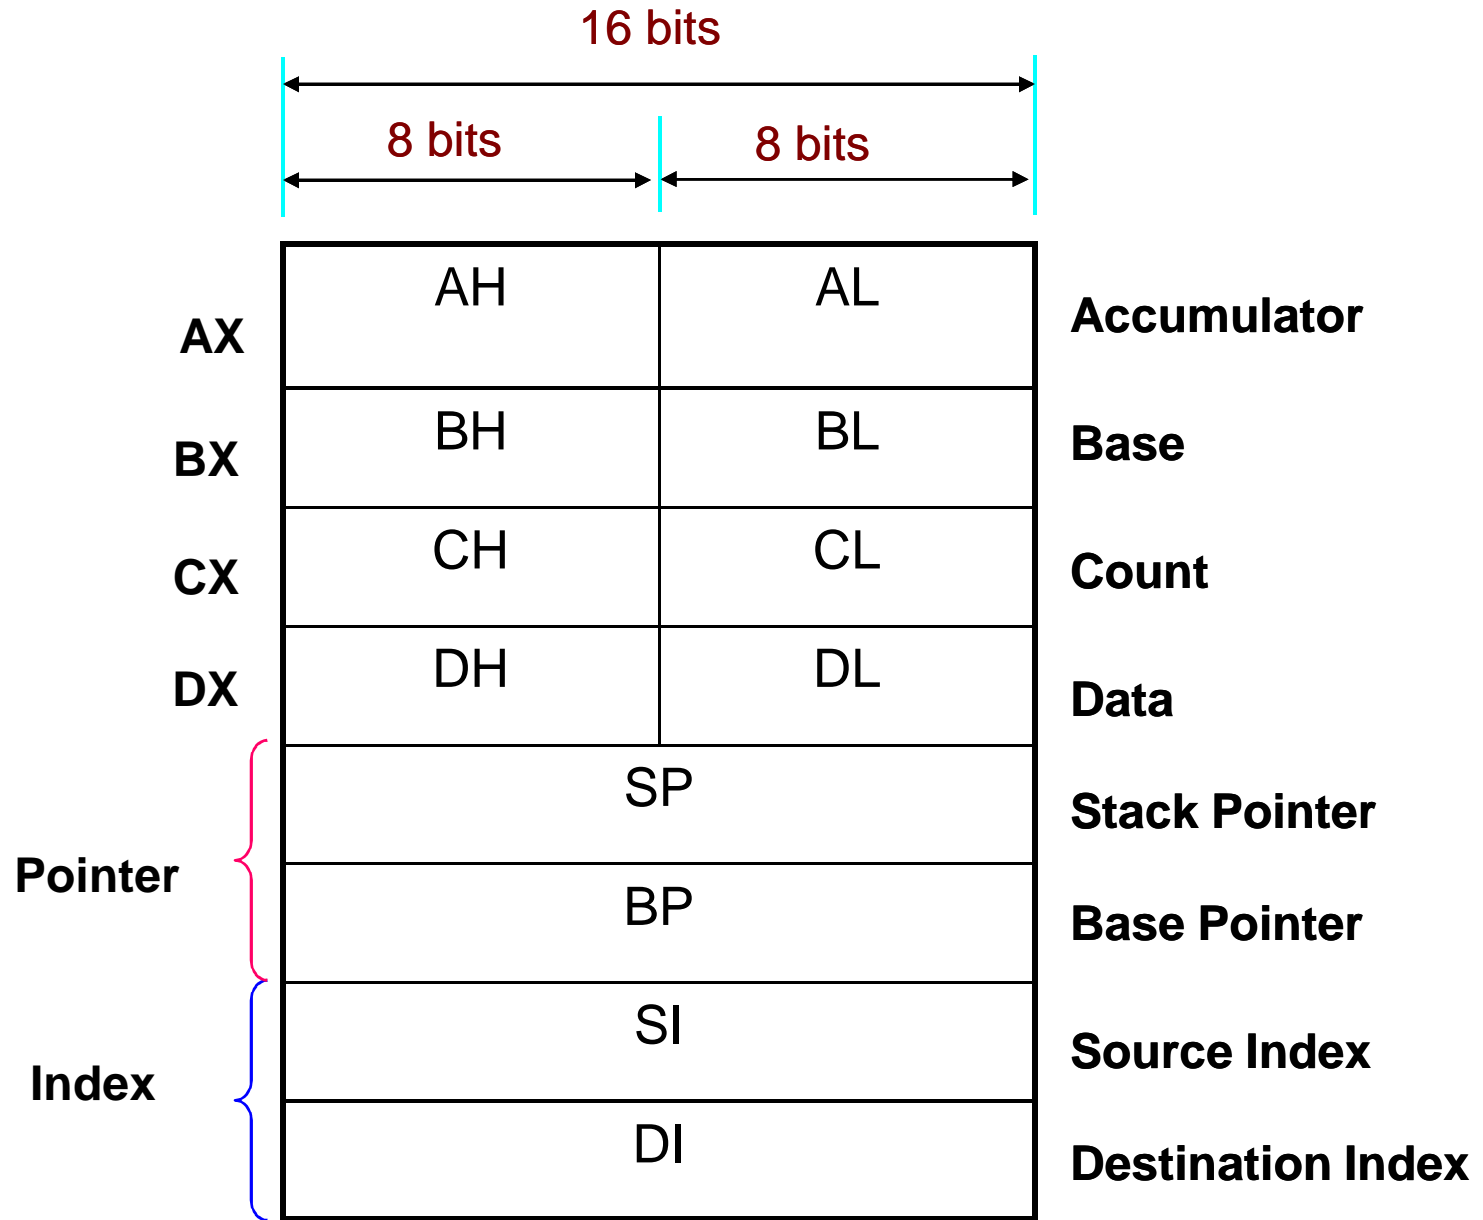 16 bits
8 bits 8 bits
AX AH AL Accumulator
BX BH BL Base
CX CH CL Count
DX DH DL Data
SP Stack Pointer
Pointer
BP Base Pointer
SI Source Index
Index
DI Destination Index